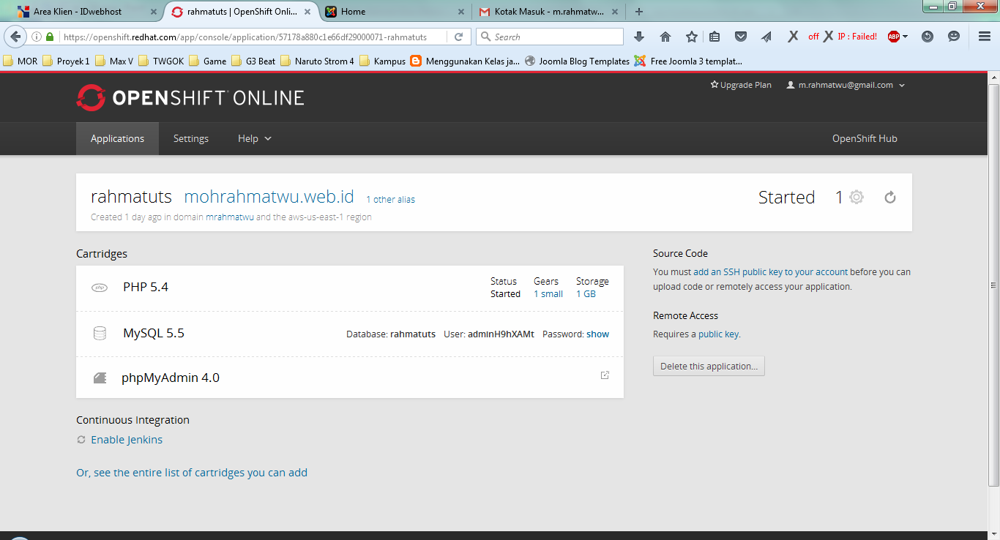 Area Klien - IDwebhost
rahmatuts | OpenShift Onli...
Home
Kotak Masuk - m.rahmatw...
https://openshift.redhat.com/app/console/application/57178a880c1e66df29000071-rahmatuts
Search
off
IP : Failed!
ABP
MOR
Proyek 1
Max V
TWGOK
Game
G3 Beat
Naruto Strom 4
Kampus
Menggunakan Kelas ja...
Joomla Blog Templates
Free Joomla 3 templat...
OPENSHIFT ONLINE
Upgrade Plan
m.rahmatwu@gmail.com
Applications
Settings
Help
OpenShift Hub
rahmatuts mohrahmatwu.web.id 1 other alias
Started 1
Created 1 day ago in domain mrahmatwu and the aws-us-east-1 region
Cartridges
php
PHP 5.4
Status Gears Storage
Started 1 small 1 GB
MySQL 5.5
Database: rahmatuts User: adminH9hXAMt Password: show
phpMyAdmin 4.0
Continuous Integration
Enable Jenkins
Or, see the entire list of cartridges you can add
Source Code
You must add an SSH public key to your account before you can
upload code or remotely access your application.
Remote Access
Requires a public key.
Delete this application...